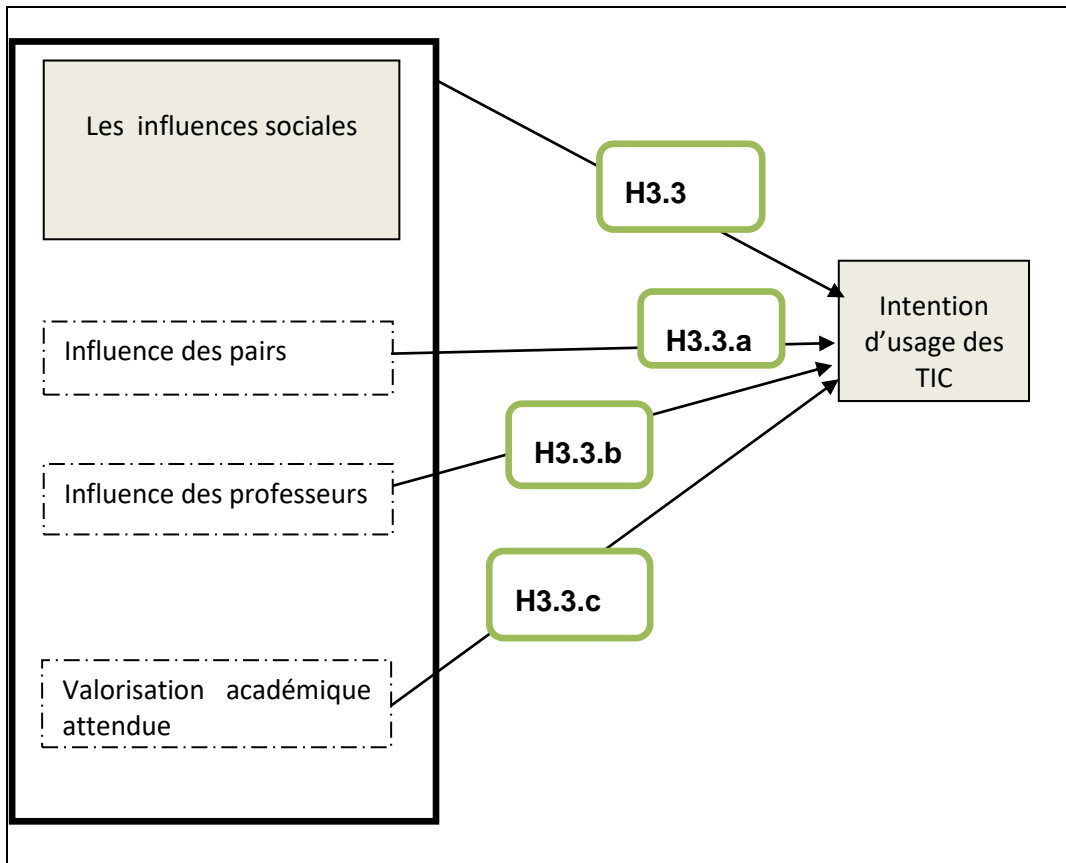 Les influences sociales
H3.3
Intention
d’usage des
TIC
Influence des pairs
H3.3.a
H3.3.b
Influence des professeurs
H3.3.c
Valorisation académique
attendue